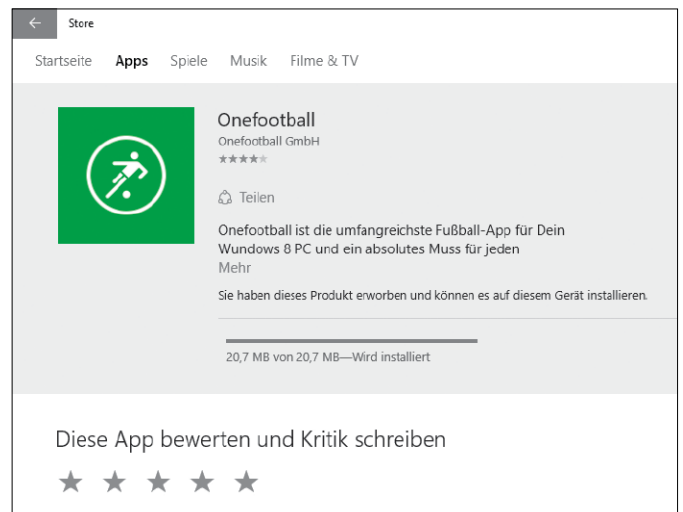 Store
Startseite Apps Spiele Musik Filme & TV
Onefootball
Onefootball GmbH
Teilen
Onefootball ist die umfangreichste Fußball-App für Dein
Wundows 8 PC und ein absolutes Muss für jeden
Mehr
Sie haben dieses Produkt erworben und können es auf diesem Gerät installieren.
20,7 MB von 20,7 MB—Wird installiert
Diese App bewerten und Kritik schreiben